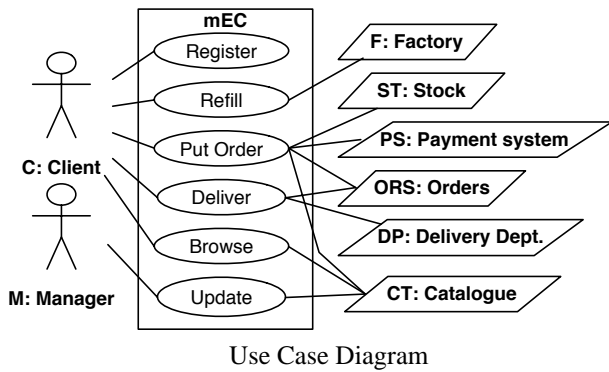 mEC
Register
Refill
Put Order
Deliver
Browse
Update
C: Client
M: Manager
F: Factory
ST: Stock
PS: Payment system
ORS: Orders
DP: Delivery Dept.
CT: Catalogue
Use Case Diagram